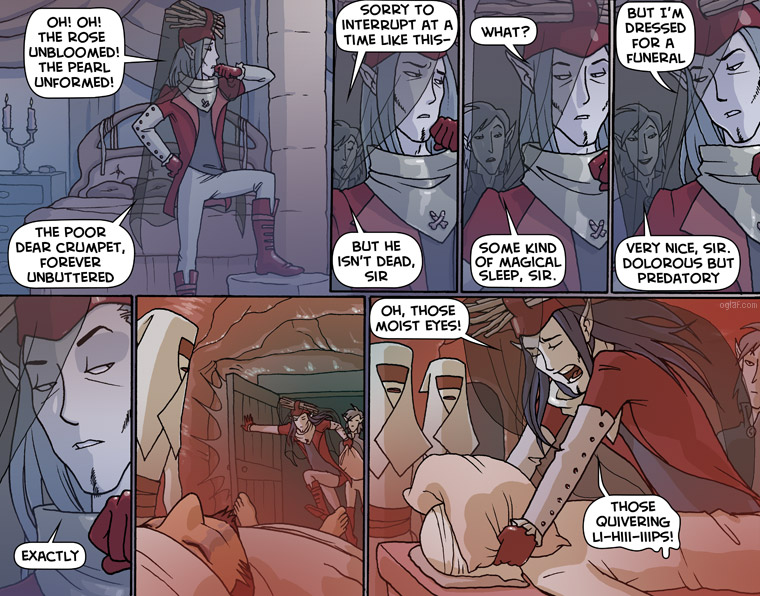 OH! OH!
THE ROSE
UNBLOOMED!
THE PEARL
UNFORMED!
THE POOR
DEAR CRUMPET,
FOREVER
UNBUTTERED
SORRY TO
INTERRUPT AT A
TIME LIKE THIS-
BUT HE
ISN'T DEAD,
SIR
WHAT?
SOME KIND
OF MAGICAL
SLEEP, SIR.
BUT I'M
DRESSED
FOR A
FUNERAL
VERY NICE, SIR.
DOLOROUS BUT
PREDATORY
EXACTLY
oglaf.com
OH, THOSE
MOIST EYES!
THOSE
QUIVERING
LI-HIII-IIIPS!